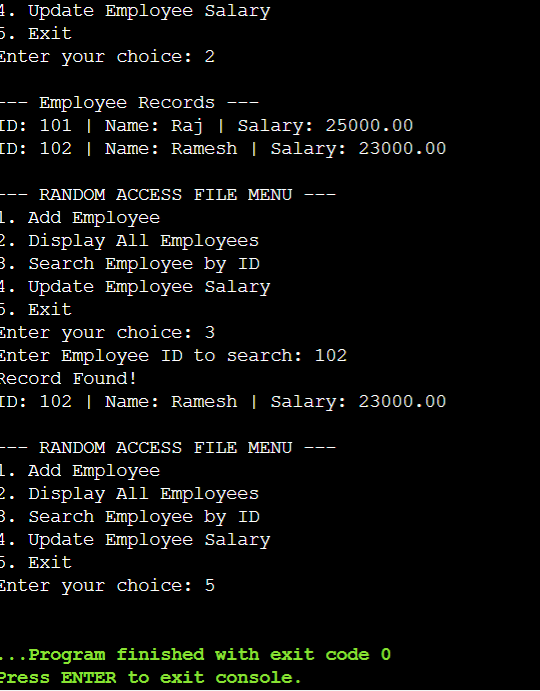 4. Update Employee Salary
5. Exit
Enter your choice: 2
--- Employee Records ---
ID: 101 | Name: Raj | Salary: 25000.00
ID: 102 | Name: Ramesh | Salary: 23000.00
--- RANDOM ACCESS FILE MENU ---
1. Add Employee
2. Display All Employees
3. Search Employee by ID
4. Update Employee Salary
5. Exit
Enter your choice: 3
Enter Employee ID to search: 102
Record Found!
ID: 102 | Name: Ramesh | Salary: 23000.00
--- RANDOM ACCESS FILE MENU ---
1. Add Employee
2. Display All Employees
3. Search Employee by ID
4. Update Employee Salary
5. Exit
Enter your choice: 5
...Program finished with exit code 0
Press ENTER to exit console.